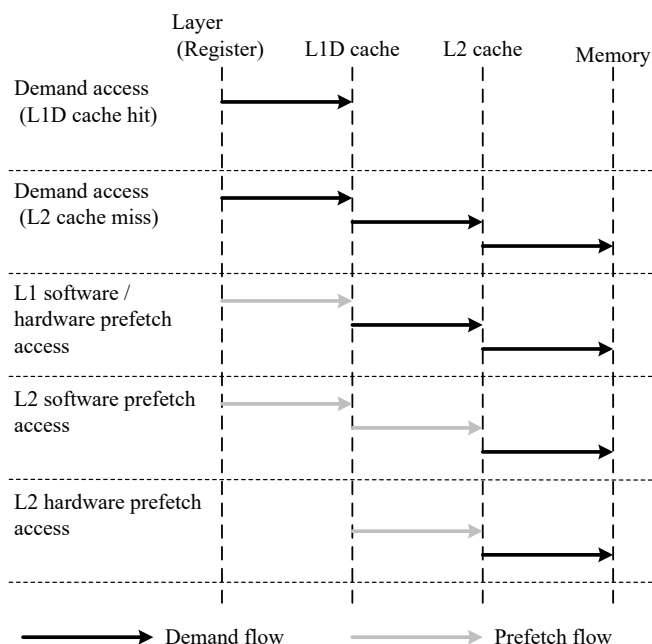 Layer
(Register)
L1D cache
L2 cache
Memory
Demand access
(L1D cache hit)
Demand access
(L2 cache miss)
L1 software /
hardware prefetch
access
L2 software prefetch
access
L2 hardware prefetch
access
Demand flow
Prefetch flow